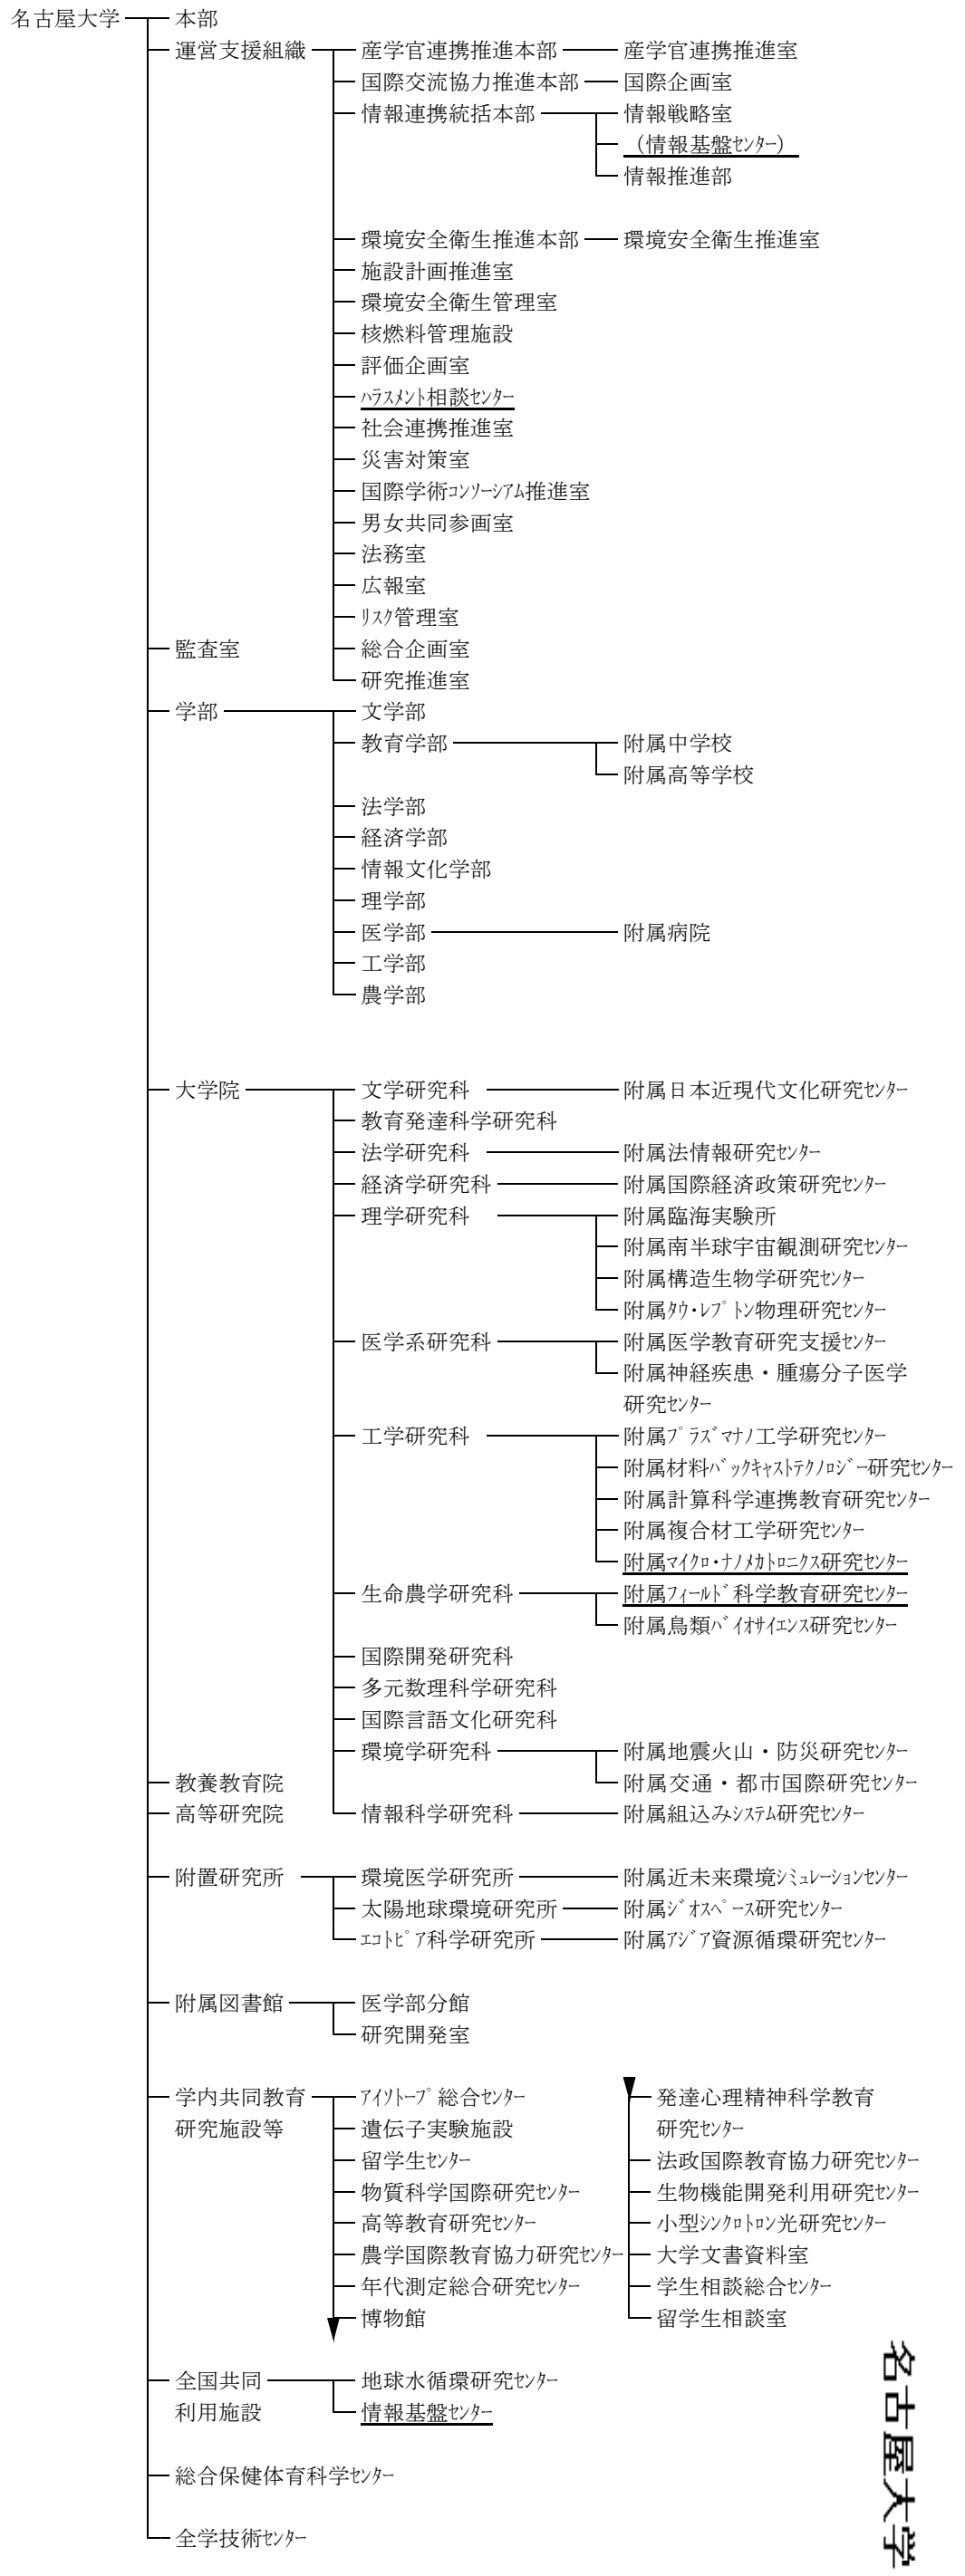 名古屋大学 本部
運営支援組織 産学官連携推進本部 産学官連携推進室
国際交流協力推進本部 国際企画室
情報連携統括本部 情報戦略室
（情報基盤ｾﾝﾀｰ）
情報推進部
環境安全衛生推進本部 環境安全衛生推進室
施設計画推進室
環境安全衛生管理室
核燃料管理施設
評価企画室
ﾊﾗｽﾒﾝﾄ相談ｾﾝﾀｰ
社会連携推進室
災害対策室
国際学術ｺﾝｿｰｼｱﾑ推進室
男女共同参画室
法務室
広報室
ﾘｽｸ管理室
監査室 総合企画室
研究推進室
学部 文学部
教育学部 附属中学校
附属高等学校
法学部
経済学部
情報文化学部
理学部
医学部 附属病院
工学部
農学部
大学院 文学研究科 附属日本近現代文化研究ｾﾝﾀｰ
教育発達科学研究科
法学研究科 附属法情報研究ｾﾝﾀｰ
経済学研究科 附属国際経済政策研究ｾﾝﾀｰ
理学研究科 附属臨海実験所
附属南半球宇宙観測研究ｾﾝﾀｰ
附属構造生物学研究ｾﾝﾀｰ
附属ﾀｳ･ﾚﾌﾟﾄﾝ物理研究ｾﾝﾀｰ
医学系研究科 附属医学教育研究支援ｾﾝﾀｰ
附属神経疾患・腫瘍分子医学
研究ｾﾝﾀｰ
工学研究科 附属ﾌﾟﾗｽﾞﾏﾅﾉ工学研究ｾﾝﾀｰ
附属材料ﾊﾞｯｸｷｬｽﾄﾃｸﾉﾛｼﾞｰ研究ｾﾝﾀｰ
附属計算科学連携教育研究ｾﾝﾀｰ
附属複合材工学研究ｾﾝﾀｰ
附属ﾏｲｸﾛ･ﾅﾉﾒｶﾄﾛﾆｸｽ研究ｾﾝﾀｰ
生命農学研究科 附属ﾌｨｰﾙﾄﾞ科学教育研究ｾﾝﾀｰ
附属鳥類ﾊﾞｲｵｻｲｴﾝｽ研究ｾﾝﾀｰ
国際開発研究科
多元数理科学研究科
国際言語文化研究科
環境学研究科 附属地震火山・防災研究ｾﾝﾀｰ
教養教育院 附属交通・都市国際研究ｾﾝﾀｰ
高等研究院 情報科学研究科 附属組込みｼｽﾃﾑ研究ｾﾝﾀｰ
附置研究所 環境医学研究所 附属近未来環境ｼﾐｭﾚｰｼｮﾝｾﾝﾀｰ
太陽地球環境研究所 附属ｼﾞｵｽﾍﾟｰｽ研究ｾﾝﾀｰ
ｴｺﾄﾋﾟｱ科学研究所 附属ｱｼﾞｱ資源循環研究ｾﾝﾀｰ
附属図書館 医学部分館
研究開発室
学内共同教育 ｱｲｿﾄｰﾌﾟ総合ｾﾝﾀｰ 発達心理精神科学教育
研究施設等 遺伝子実験施設 研究ｾﾝﾀｰ
留学生ｾﾝﾀｰ 法政国際教育協力研究ｾﾝﾀｰ
物質科学国際研究ｾﾝﾀｰ 生物機能開発利用研究ｾﾝﾀｰ
高等教育研究ｾﾝﾀｰ 小型ｼﾝｸﾛﾄﾛﾝ光研究ｾﾝﾀｰ
農学国際教育協力研究ｾﾝﾀｰ 大学文書資料室
年代測定総合研究ｾﾝﾀｰ 学生相談総合ｾﾝﾀｰ
博物館 留学生相談室
全国共同 地球水循環研究ｾﾝﾀｰ
利用施設 情報基盤ｾﾝﾀｰ
総合保健体育科学ｾﾝﾀｰ
全学技術ｾﾝﾀｰ
名古屋大学